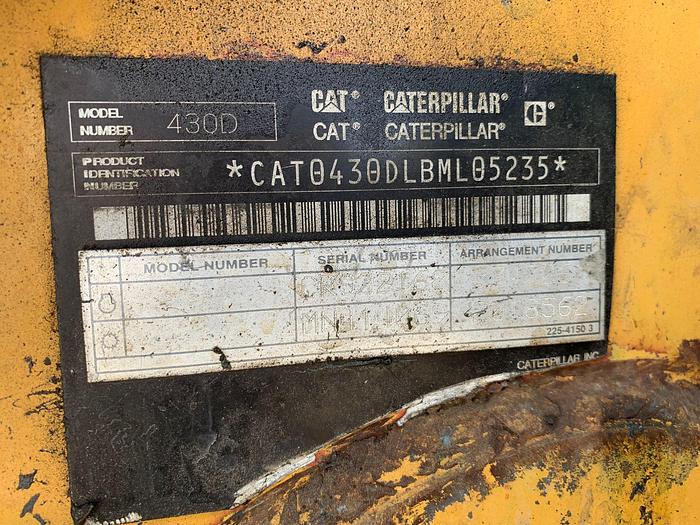 MODEL NUMBER 430D
CAT® CATERPILLAR® C®
CAT® CATERPILLAR®
PRODUCT IDENTIFICATION NUMBER *CAT0430DLBML05235*
MODEL NUMBER SERIAL NUMBER ARRANGEMENT NUMBER
225-4150 3
CATERPILLAR INC